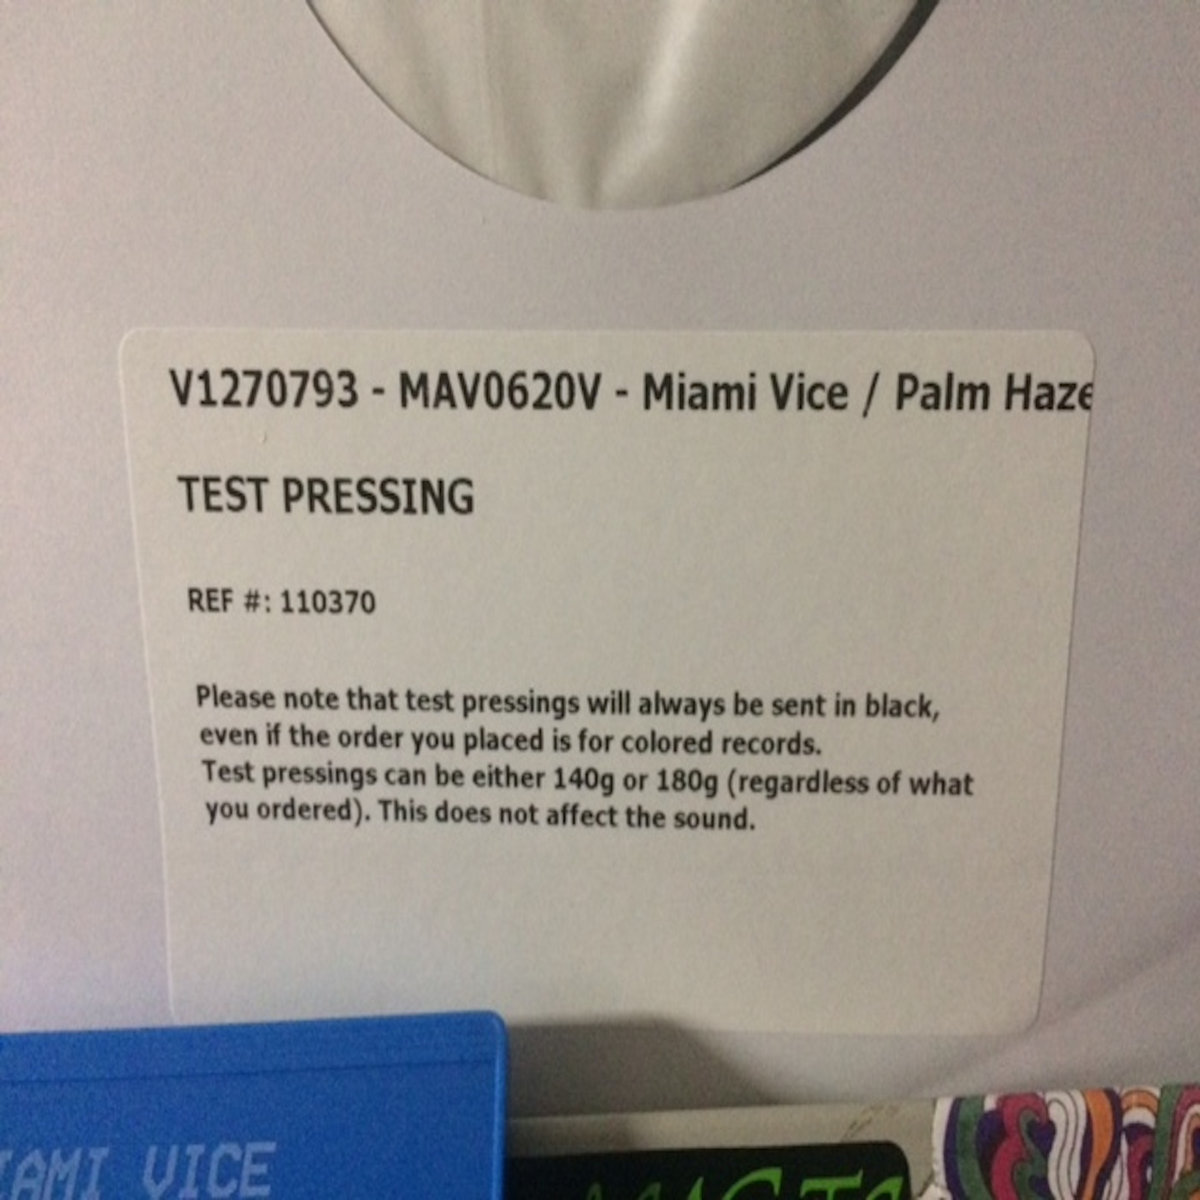 V1270793 - MAV0620V - Miami Vice / Palm Haze
TEST PRESSING
REF #: 110370
Please note that test pressings will always be sent in black,
even if the order you placed is for colored records.
Test pressings can be either 140g or 180g (regardless of what
you ordered). This does not affect the sound.
IAMI VICE